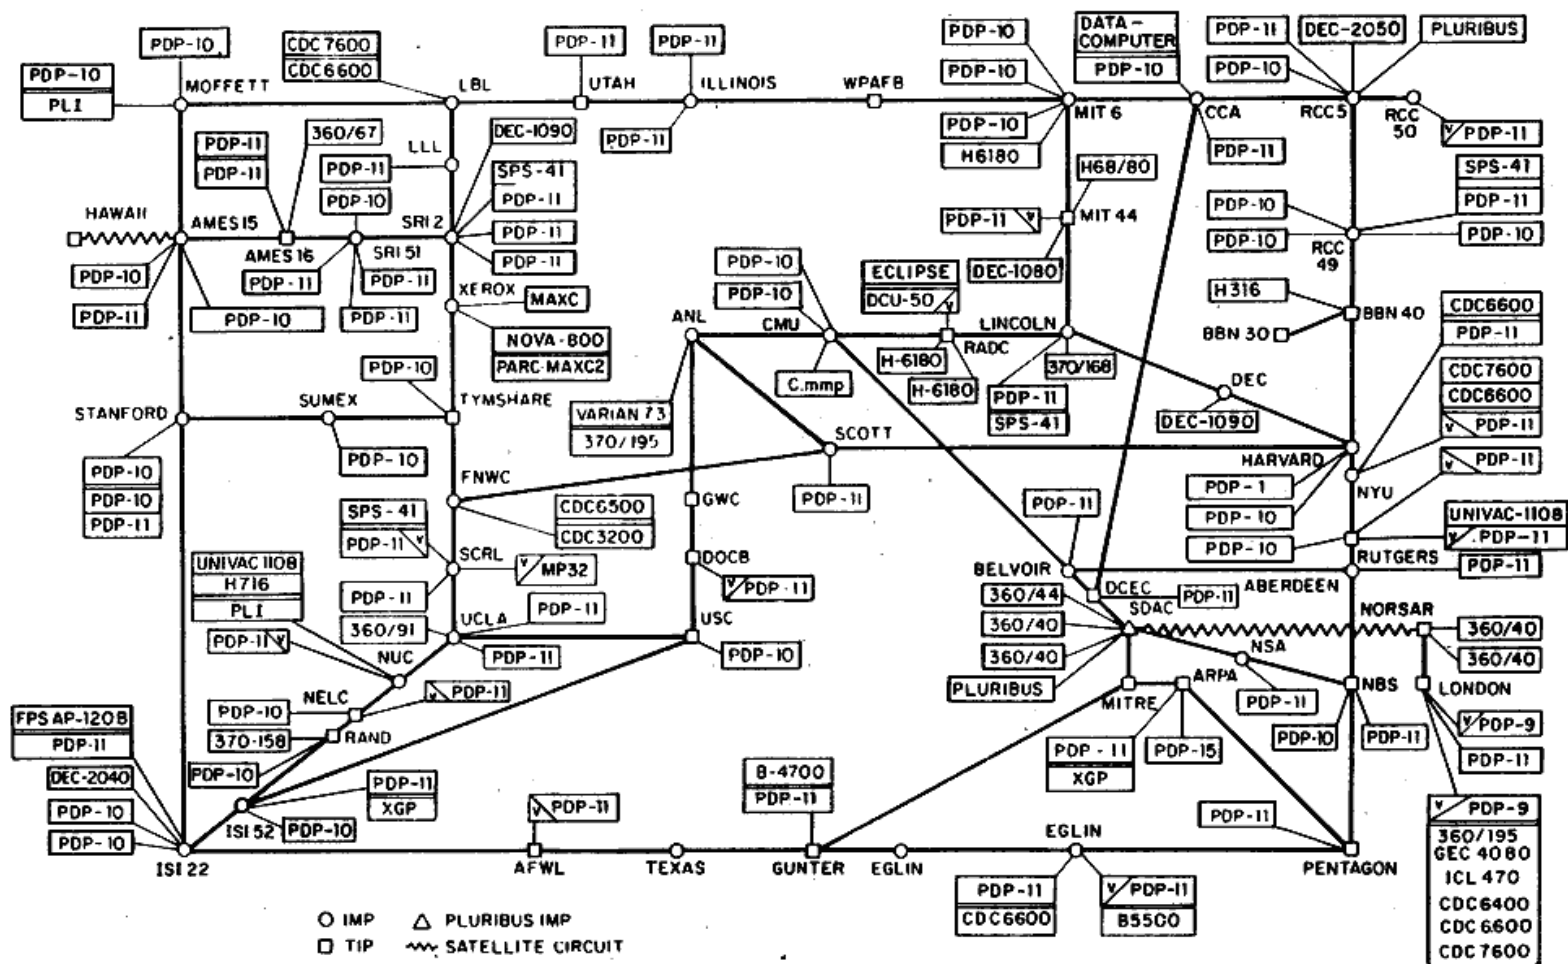 PDP-10
CDC7600
CDC6600
PDP-11
PDP-11
PDP-10
DATA-
COMPUTER
PDP-10
PDP-11
DEC-2050
PLURIBUS
PDP-10
PLI
MOFFETT
LBL
UTAH
ILLINOIS
WPAFB
PDP-10
MIT 6
CCA
PDP-10
RCC5
RCC
50
PDP-11
PDP-11
PDP-11
360/67
LLL
PDP-11
DEC-1090
PDP-11
PDP-10
H6180
PDP-11
V PDP-11
SPS-41
PDP-11
H68/80
SPS-41
PDP-11
HAWAII
AMES 15
PDP-10
SRI 2
PDP-11
PDP-11
PDP-11 V
MIT 44
PDP-10
PDP-10
PDP-10
RCC
49
AMES 16
SRI 51
PDP-10
PDP-11
PDP-10
PDP-11
PDP-11
PDP-11
XEROX
MAXC
PDP-10
PDP-10
ECLIPSE
DCU-50 V
DEC-1080
H316
CDC6600
PDP-11
BBN 40
BBN 30
NOVA-800
PARC-MAXC2
ANL
CMU
RADC
LINCOLN
H-6180
H-6180
370/168
C.mmp
PDP-10
TYMSHARE
STANFORD
SUMEX
PDP-10
VARIAN 73
370/195
SCOTT
PDP-11
PDP-11
SPS-41
DEC
DEC-1090
CDC7600
CDC6600
V PDP-11
V PDP-11
PDP-10
PDP-10
PDP-11
HARVARD
NYU
PDP-1
PDP-10
PDP-10
FNWC
CDC6500
CDC3200
GWC
SPS-41
PDP-11 V
SCRL
V MP32
PDP-11
DOCB
V PDP-11
PDP-11
BELVOIR
UNIVAC-1108
V PDP-11
RUTGERS
PDP-11
ABERDEEN
UNIVAC 1108
H716
PLI
PDP-11 V
360/91
UCLA
PDP-11
PDP-11
USC
PDP-10
DCEC
SDAC
PDP-11
360/44
360/40
360/40
PLURIBUS
NORSAR
360/40
360/40
NUC
NELC
V PDP-11
PDP-10
370-158
RAND
PDP-10
MITRE
ARPA
NSA
PDP-11
NBS
LONDON
PDP-10
PDP-11
V PDP-9
PDP-11
PDP-11
XGP
PDP-15
FPS AP-120B
PDP-11
DEC-2040
PDP-10
PDP-10
PDP-11
XGP
ISI 52
PDP-10
V PDP-11
B-4700
PDP-11
PDP-11
V PDP-9
360/195
GEC 4080
ICL 470
CDC6400
CDC6600
CDC7600
ISI 22
AFWL
TEXAS
GUNTER
EGLIN
EGLIN
PENTAGON
PDP-11
CDC6600
V PDP-11
B5500
IMP
PLURIBUS IMP
TIP
SATELLITE CIRCUIT